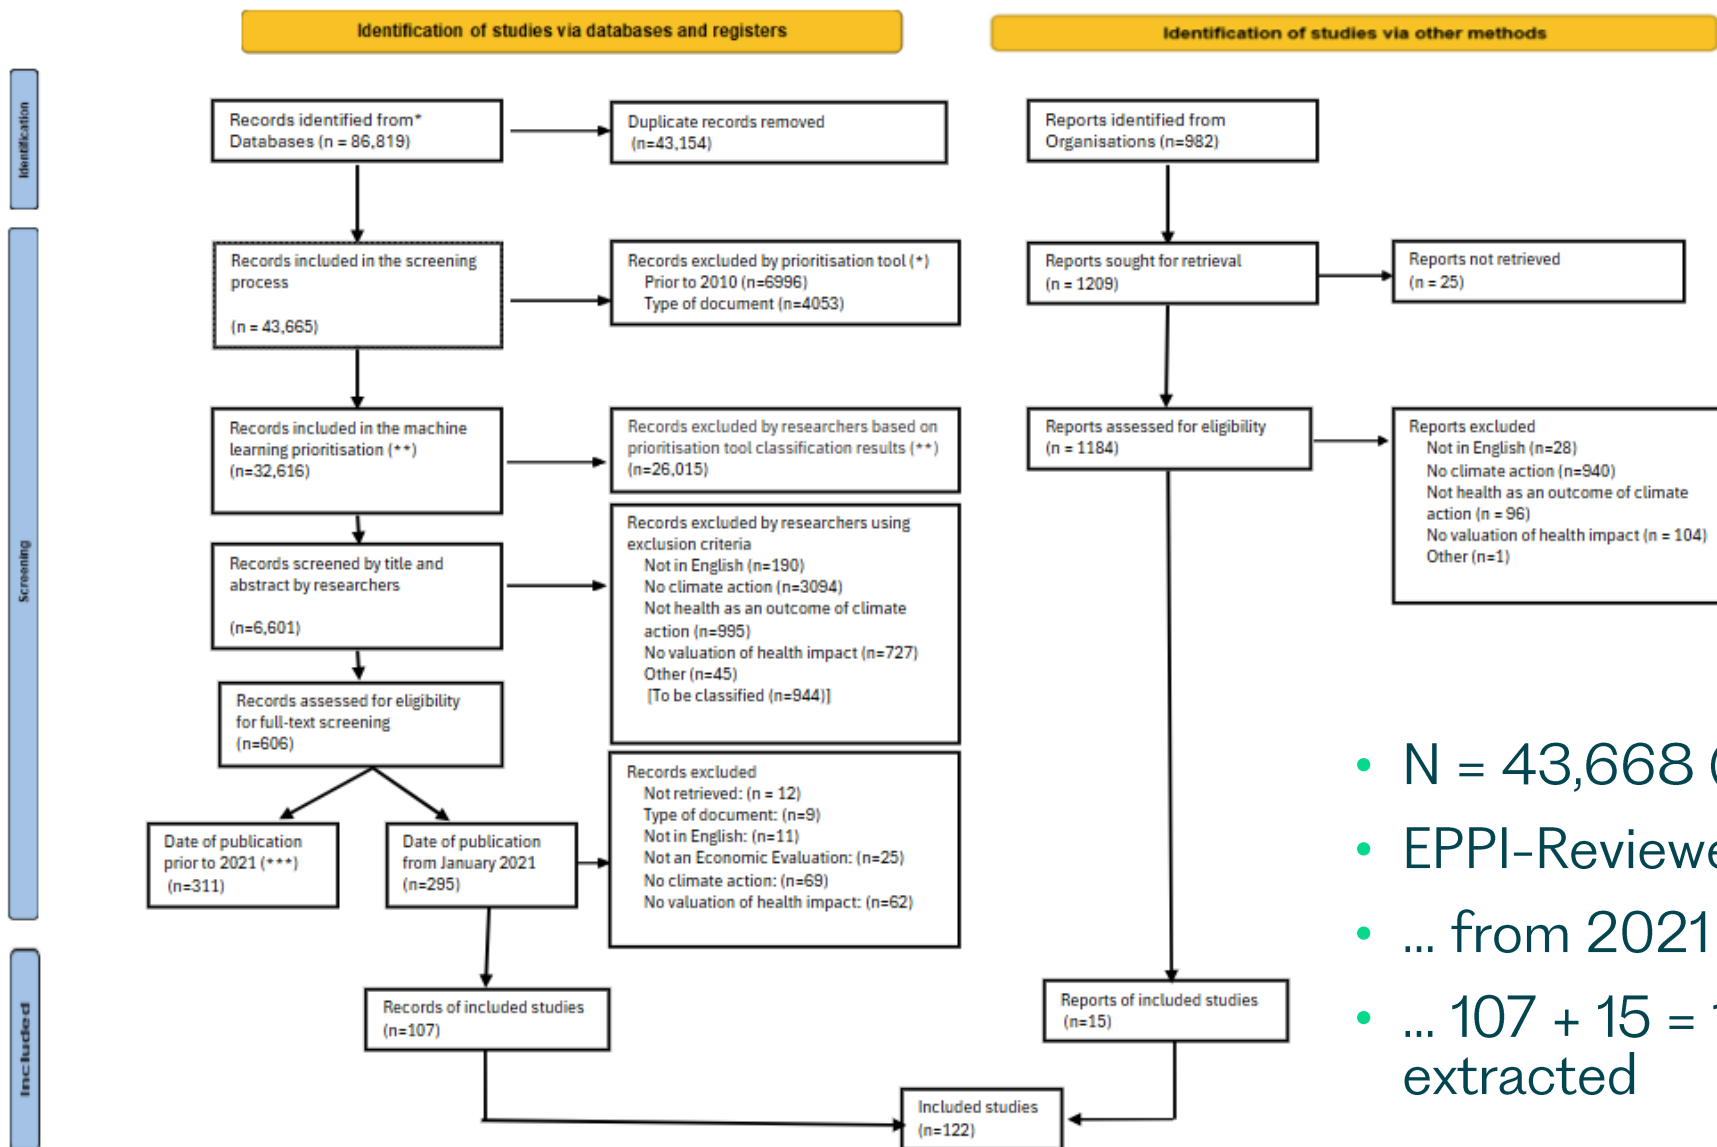 Identification of studies via databases and registers
Identification of studies via other methods
Identification
Records identified from*
Databases (n = 86,819)
Duplicate records removed
(n=43,154)
Reports identified from
Organisations (n=982)
Screening
Records included in the screening
process
(n = 43,665)
Records excluded by prioritisation tool (*)
Prior to 2010 (n=6996)
Type of document (n=4053)
Reports sought for retrieval
(n = 1209)
Reports not retrieved
(n = 25)
Records included in the machine
learning prioritisation (**)
(n=32,616)
Records excluded by researchers based on
prioritisation tool classification results (**)
(n=26,015)
Reports assessed for eligibility
(n = 1184)
Reports excluded
Not in English (n=28)
No climate action (n=940)
Not health as an outcome of climate
action (n = 96)
No valuation of health impact (n = 104)
Other (n=1)
Records screened by title and
abstract by researchers
(n=6,601)
Records excluded by researchers using
exclusion criteria
Not in English (n=190)
No climate action (n=3094)
Not health as an outcome of climate
action (n=995)
No valuation of health impact (n=727)
Other (n=45)
[To be classified (n=944)]
Records assessed for eligibility
for full-text screening
(n=606)
Date of publication
prior to 2021 (***)
(n=311)
Date of publication
from January 2021
(n=295)
Records excluded
Not retrieved: (n = 12)
Type of document: (n=9)
Not in English: (n=11)
Not an Economic Evaluation: (n=25)
No climate action: (n=69)
No valuation of health impact: (n=62)
Included
Records of included studies
(n=107)
Reports of included studies
(n=15)
Included studies
(n=122)
• N = 43,668 (
• EPPI-Reviewe
• ... from 2021
• ... 107 + 15 =
extracted